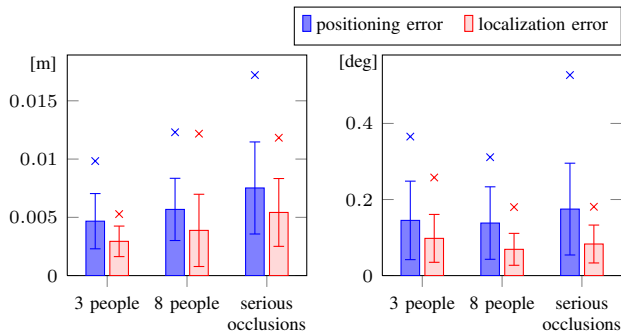 positioning error localization error
[m]
0.015
0.01
0.005
0
3 people 8 people serious
occlusions
[deg]
0.4
0.2
0
3 people 8 people serious
occlusions